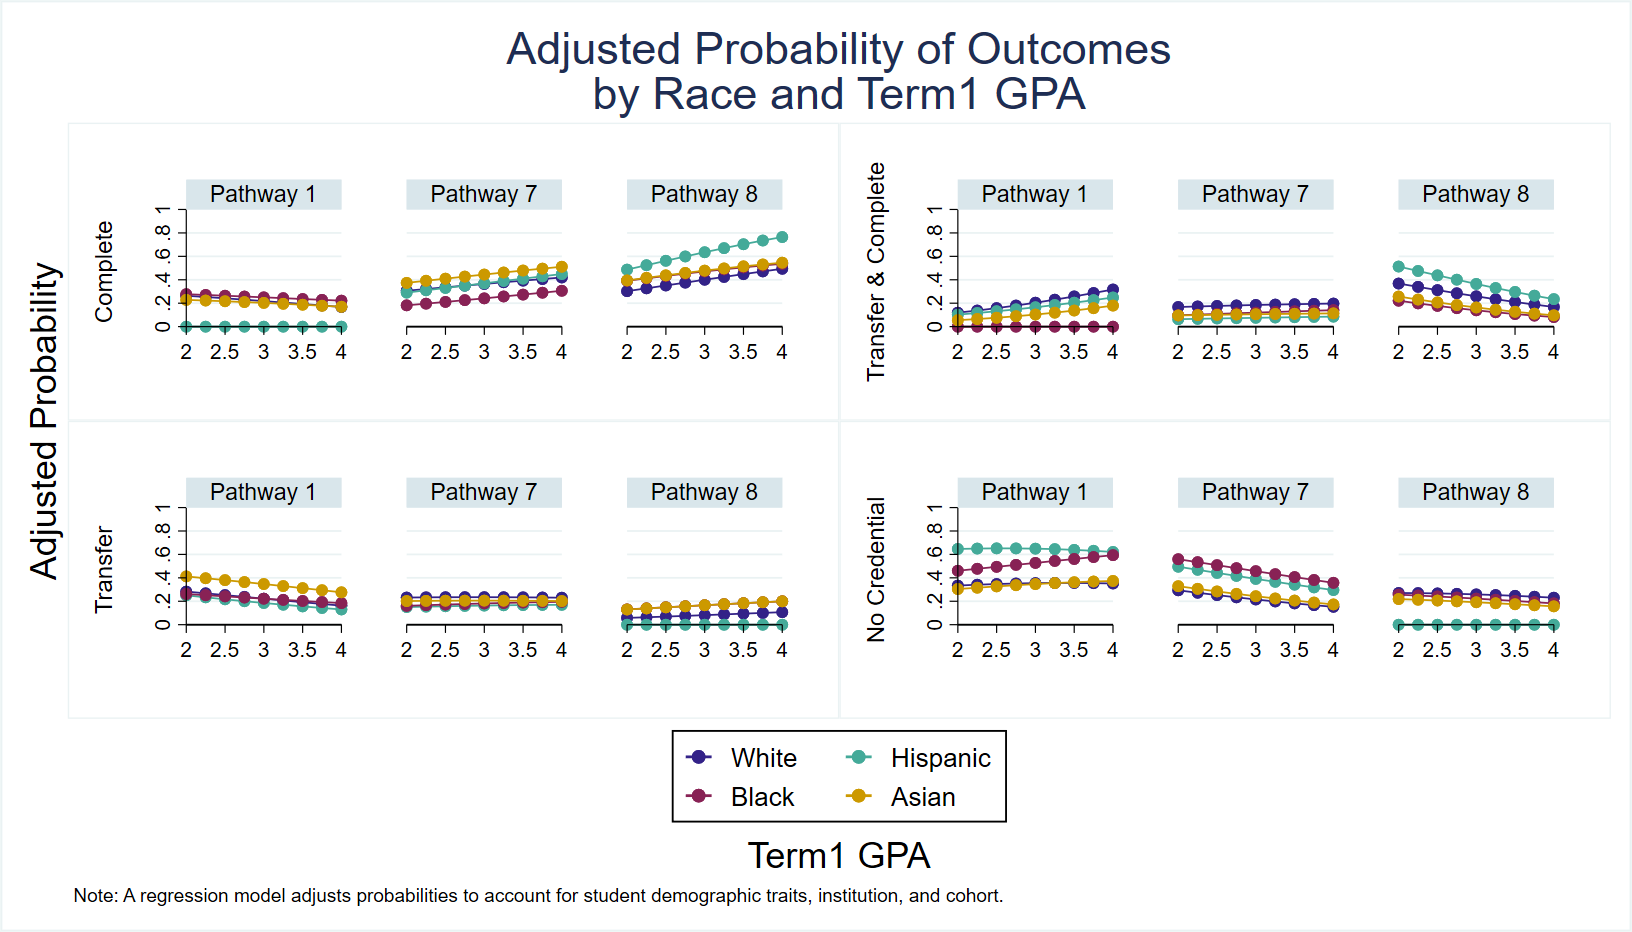 Adjusted Probability of Outcomes
by Race and Term1 GPA
Adjusted Probability
Complete
Pathway 1
Pathway 7
Pathway 8
0 .2 .4 .6 .8 1
2 2.5 3 3.5 4
2 2.5 3 3.5 4
2 2.5 3 3.5 4
Transfer & Complete
Pathway 1
Pathway 7
Pathway 8
0 .2 .4 .6 .8 1
2 2.5 3 3.5 4
2 2.5 3 3.5 4
2 2.5 3 3.5 4
Transfer
Pathway 1
Pathway 7
Pathway 8
0 .2 .4 .6 .8 1
2 2.5 3 3.5 4
2 2.5 3 3.5 4
2 2.5 3 3.5 4
No Credential
Pathway 1
Pathway 7
Pathway 8
0 .2 .4 .6 .8 1
2 2.5 3 3.5 4
2 2.5 3 3.5 4
2 2.5 3 3.5 4
White
Hispanic
Black
Asian
Term1 GPA
Note: A regression model adjusts probabilities to account for student demographic traits, institution, and cohort.